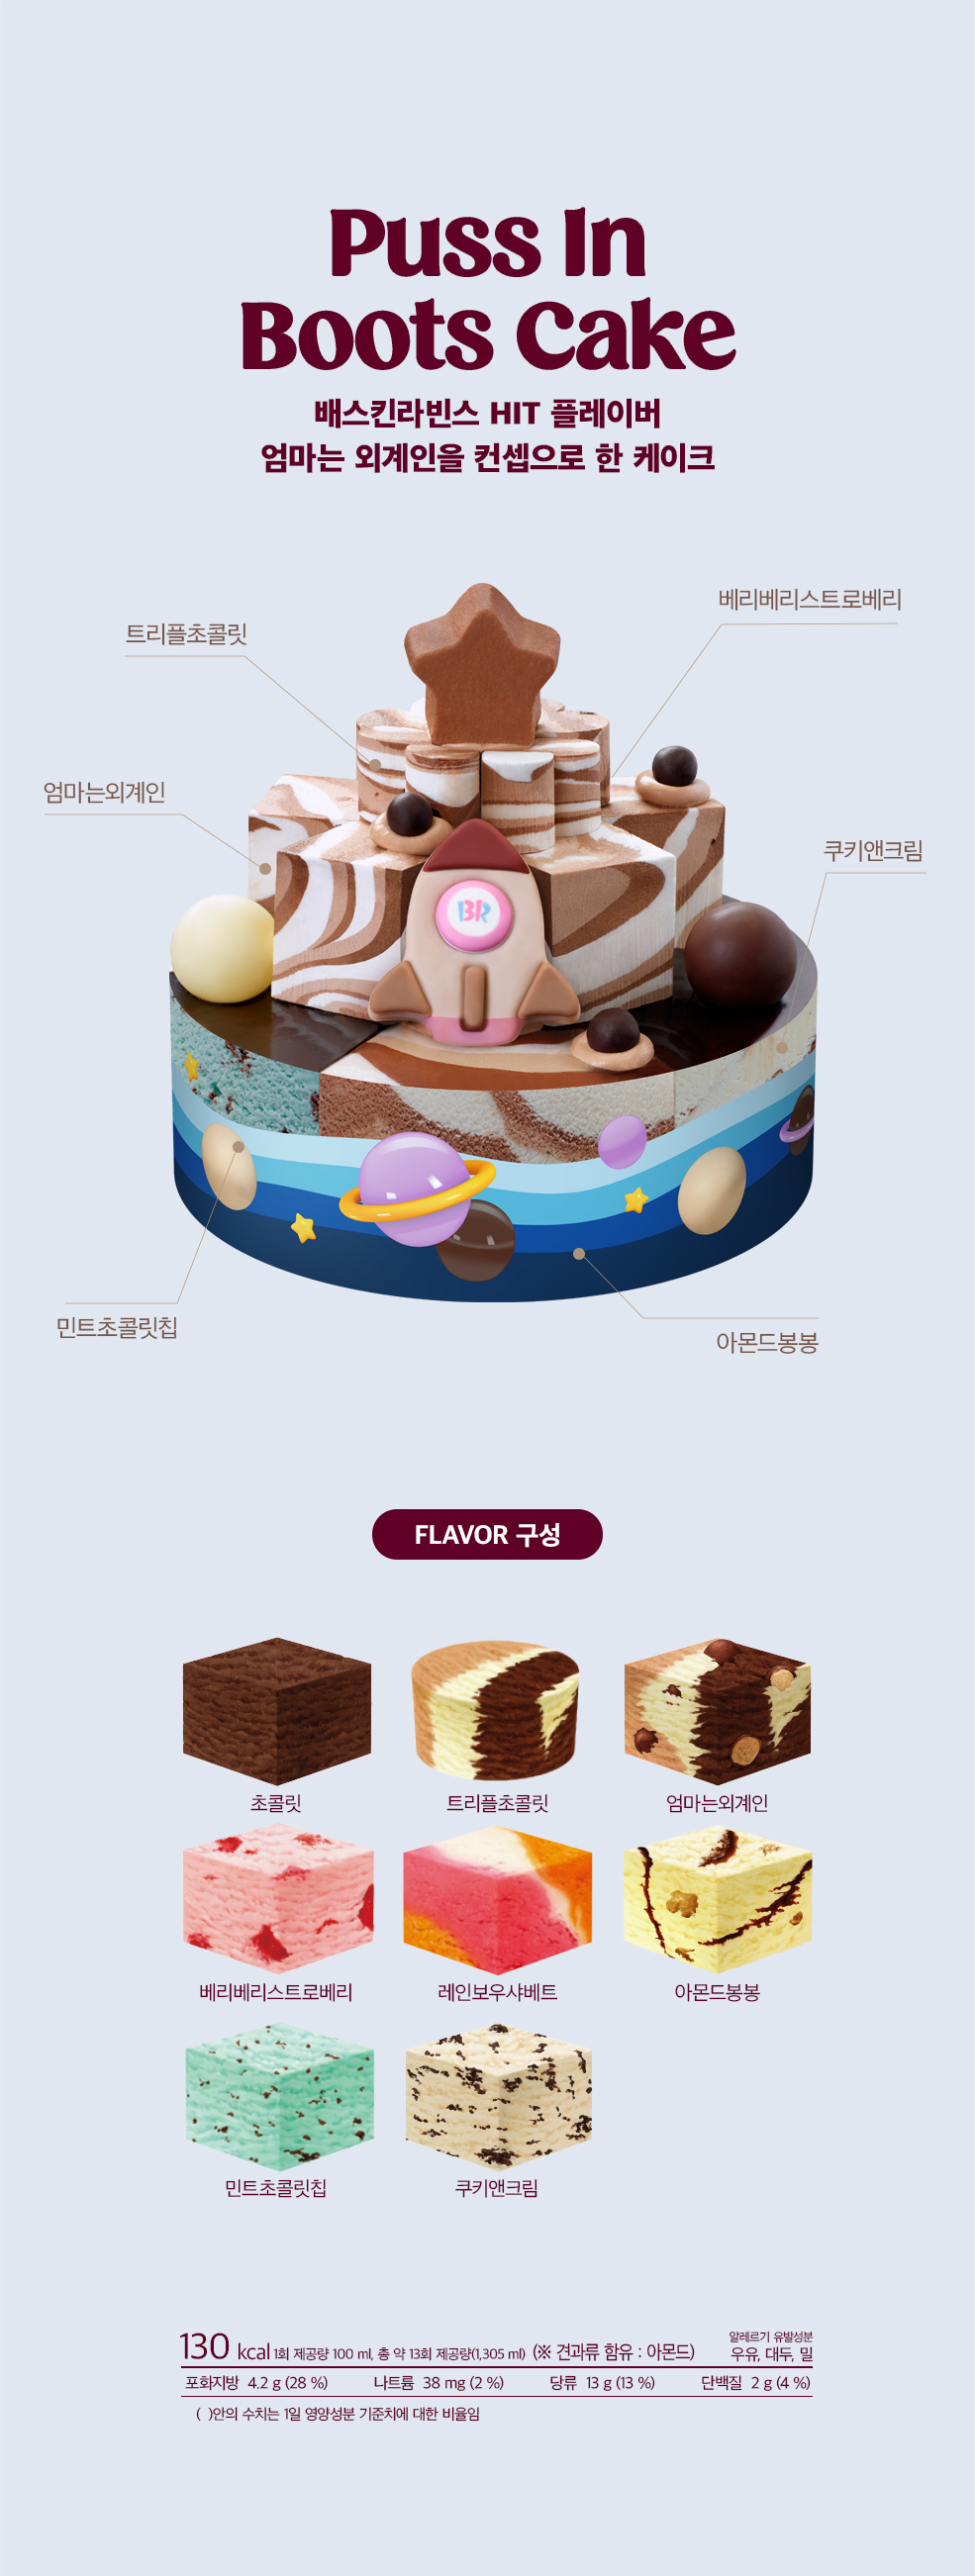 Puss In
Boots Cake
배스킨라빈스 HIT 플레이버
엄마는 외계인을 컨셉으로 한 케이크
베리베리스트로베리
트리플초콜릿
엄마는외계인
쿠키앤크림
BR
민트초콜릿칩
아몬드봉봉
FLAVOR 구성
초콜릿
트리플초콜릿
엄마는외계인
베리베리스트로베리
레인보우샤베트
아몬드봉봉
민트초콜릿칩
쿠키앤크림
130 kcal 1회 제공량 100 ml, 총 약 13회 제공량(1,305 ml) (※ 견과류 함유 : 아몬드)
알레르기 유발성분
우유, 대두, 밀
포화지방 4.2 g (28 %) 나트륨 38 mg (2 %) 당류 13 g (13 %) 단백질 2 g (4 %)
( )안의 수치는 1일 영양성분 기준치에 대한 비율임